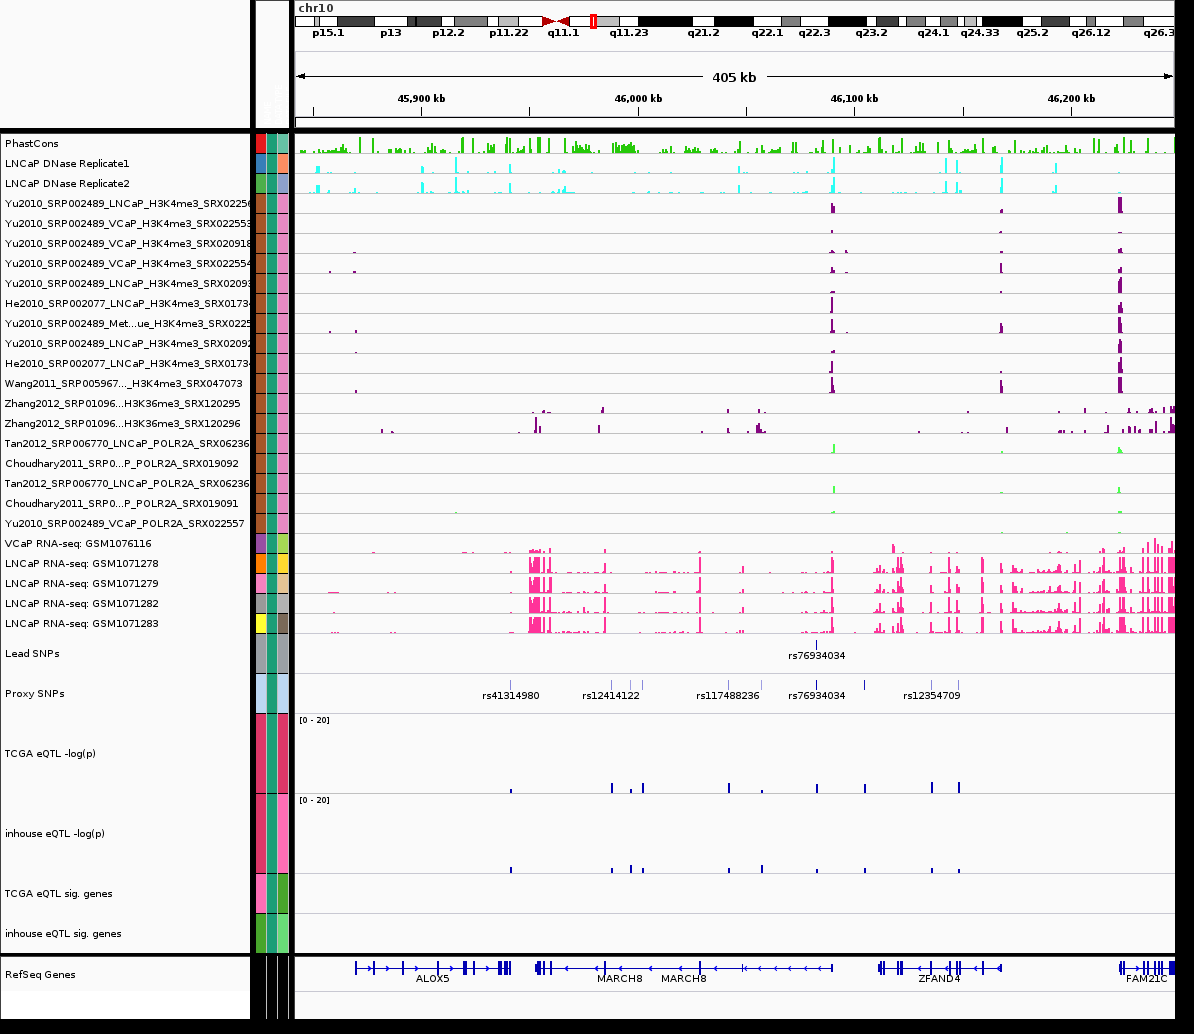 chr10
p15.1 p13 p12.2 p11.22 q11.1 q11.23 q21.2 q22.1 q22.3 q23.2 q24.1 q24.33 q25.2 q26.12 q26.3
405 kb
45,900 kb 46,000 kb 46,100 kb 46,200 kb
PhastCons
LNCaP DNase Replicate1
LNCaP DNase Replicate2
Yu2010_SRP002489_LNCaP_H3K4me3_SRX02250
Yu2010_SRP002489_VCaP_H3K4me3_SRX022553
Yu2010_SRP002489_VCaP_H3K4me3_SRX020918
Yu2010_SRP002489_VCaP_H3K4me3_SRX022554
Yu2010_SRP002489_LNCaP_H3K4me3_SRX02093
He2010_SRP002077_LNCaP_H3K4me3_SRX0173
Yu2010_SRP002489_Met...ue_H3K4me3_SRX0225
Yu2010_SRP002489_LNCaP_H3K4me3_SRX02092
He2010_SRP002077_LNCaP_H3K4me3_SRX0173
Wang2011_SRP005967..._H3K4me3_SRX047073
Zhang2012_SRP01096...H3K36me3_SRX120295
Zhang2012_SRP01096...H3K36me3_SRX120296
Tan2012_SRP006770_LNCaP_POLR2A_SRX06236
Choudhary2011_SRP0...P_POLR2A_SRX019092
Tan2012_SRP006770_LNCaP_POLR2A_SRX06236
Choudhary2011_SRP0...P_POLR2A_SRX019091
Yu2010_SRP002489_VCaP_POLR2A_SRX022557
VCaP RNA-seq: GSM1076116
LNCaP RNA-seq: GSM1071278
LNCaP RNA-seq: GSM1071279
LNCaP RNA-seq: GSM1071282
LNCaP RNA-seq: GSM1071283
Lead SNPs
rs76934034
Proxy SNPs
rs41314980 rs12414122 rs117488236 rs76934034 rs12354709
[0 - 20]
TCGA eQTL -log(p)
[0 - 20]
inhouse eQTL -log(p)
TCGA eQTL sig. genes
inhouse eQTL sig. genes
RefSeq Genes
ALOX5 MARCH8 MARCH8 ZFAND4 FAM21C